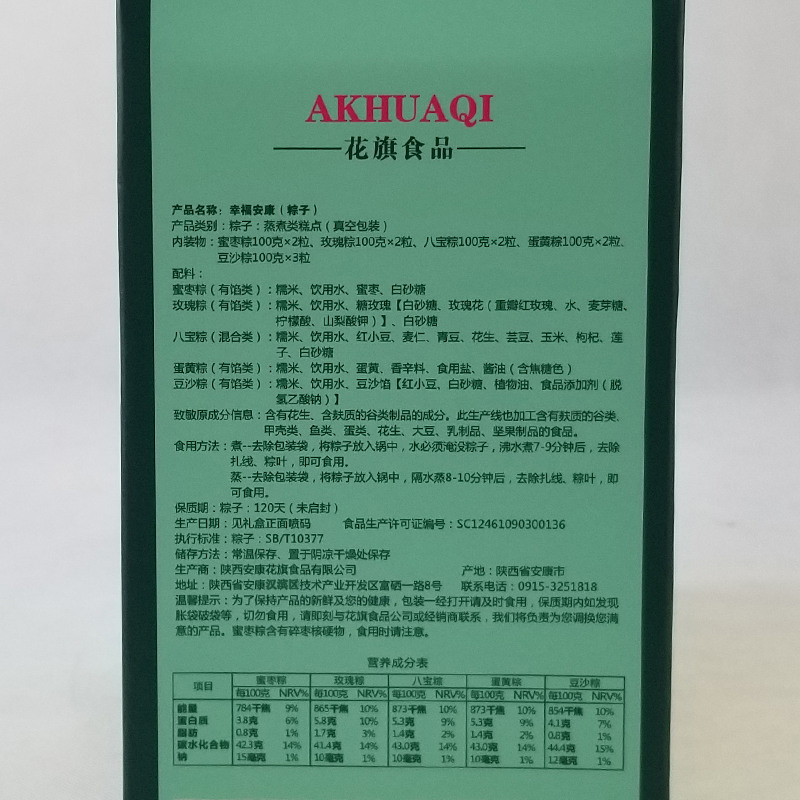 AKHUAQI
花旗食品
产品名称：幸福安康（粽子）
产品类别：粽子：蒸煮类糕点（真空包装）
内装物：蜜枣粽100克×2粒、玫瑰粽100克×2粒、八宝粽100克×2粒、蛋黄粽100克×2粒、
豆沙粽100克×3粒
配料：
蜜枣粽（有馅类）：糯米、饮用水、蜜枣、白砂糖
玫瑰粽（有馅类）：糯米、饮用水、糖玫瑰【白砂糖、玫瑰花（重瓣红玫瑰、水、麦芽糖、
柠檬酸、山梨酸钾）】、白砂糖
八宝粽（混合类）：糯米、饮用水、红小豆、麦仁、青豆、花生、芸豆、玉米、枸杞、莲
子、白砂糖
蛋黄粽（有馅类）：糯米、饮用水、蛋黄、香辛料、食用盐、酱油（含焦糖色）
豆沙粽（有馅类）：糯米、饮用水、豆沙馅【红小豆、白砂糖、植物油、食品添加剂（脱
氢乙酸钠）】
致敏原成分信息：含有花生、含麸质的谷类制品的成分。此生产线也加工含有麸质的谷类、
甲壳类、鱼类、蛋类、花生、大豆、乳制品、坚果制品的食品。
食用方法：煮--去除包装袋，将粽子放入锅中，水必须淹没粽子，沸水煮7-9分钟后，去除
扎线、粽叶，即可食用。
蒸--去除包装袋，将粽子放入锅中，隔水蒸8-10分钟后，去除扎线、粽叶，即
可食用。
保质期：粽子：120天（未启封）
生产日期：见礼盒正面喷码 食品生产许可证编号：SC12461090300136
执行标准：粽子：SB/T10377
储存方法：常温保存、置于阴凉干燥处保存
生产商：陕西安康花旗食品有限公司 产地：陕西省安康市
地址：陕西省安康汉滨区技术产业开发区富硒一路8号 联系电话：0915-3251818
温馨提示：为了保持产品的新鲜及您的健康，包装一经打开请及时食用，保质期内如发现
胀袋破袋等，切勿食用，请即刻与花旗食品公司或经销商联系，我们将负责为您调换您满
意的产品。蜜枣粽含有碎枣核硬物，食用时请注意。
营养成分表
项目 蜜枣粽 玫瑰粽 八宝粽 蛋黄粽 豆沙粽
每100克 NRV% 每100克 NRV% 每100克 NRV% 每100克 NRV% 每100克 NRV%
能量 784千焦 9% 865千焦 10% 873千焦 10% 873千焦 10% 854千焦 10%
蛋白质 3.8克 6% 5.8克 10% 5.3克 9% 5.3克 9% 4.1克 7%
脂肪 0.8克 1% 1.7克 3% 1.4克 2% 1.4克 2% 0.8克 1%
碳水化合物 42.3克 14% 41.4克 14% 43.0克 14% 43.0克 14% 44.4克 15%
钠 15毫克 1% 10毫克 1% 10毫克 1% 10毫克 1% 12毫克 1%